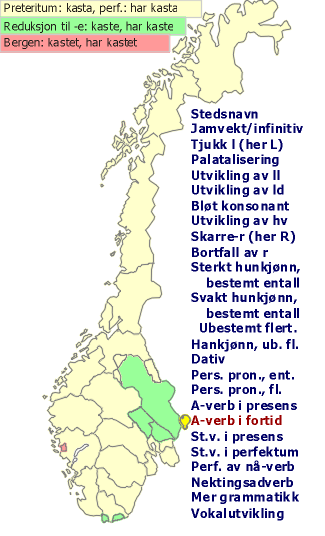 Preteritum: kasta, perf.: har kasta
Reduksjon til -e: kaste, har kaste
Bergen: kastet, har kastet
Stedsnavn
Jamvekt/infinitiv
Tjukk l (her L)
Palatalisering
Utvikling av ll
Utvikling av ld
Bløt konsonant
Utvikling av hv
Skarre-r (her R)
Bortfall av r
Sterkt hunkjønn,
bestemt entall
Svakt hunkjønn,
bestemt entall
Ubestemt flert.
Hankjønn, ub. fl.
Dativ
Pers. pron., ent.
Pers. pron., fl.
A-verb i presens
A-verb i fortid
St.v. i presens
St.v. i perfektum
Perf. av nå-verb
Nektingsadverb
Mer grammatikk
Vokalutvikling